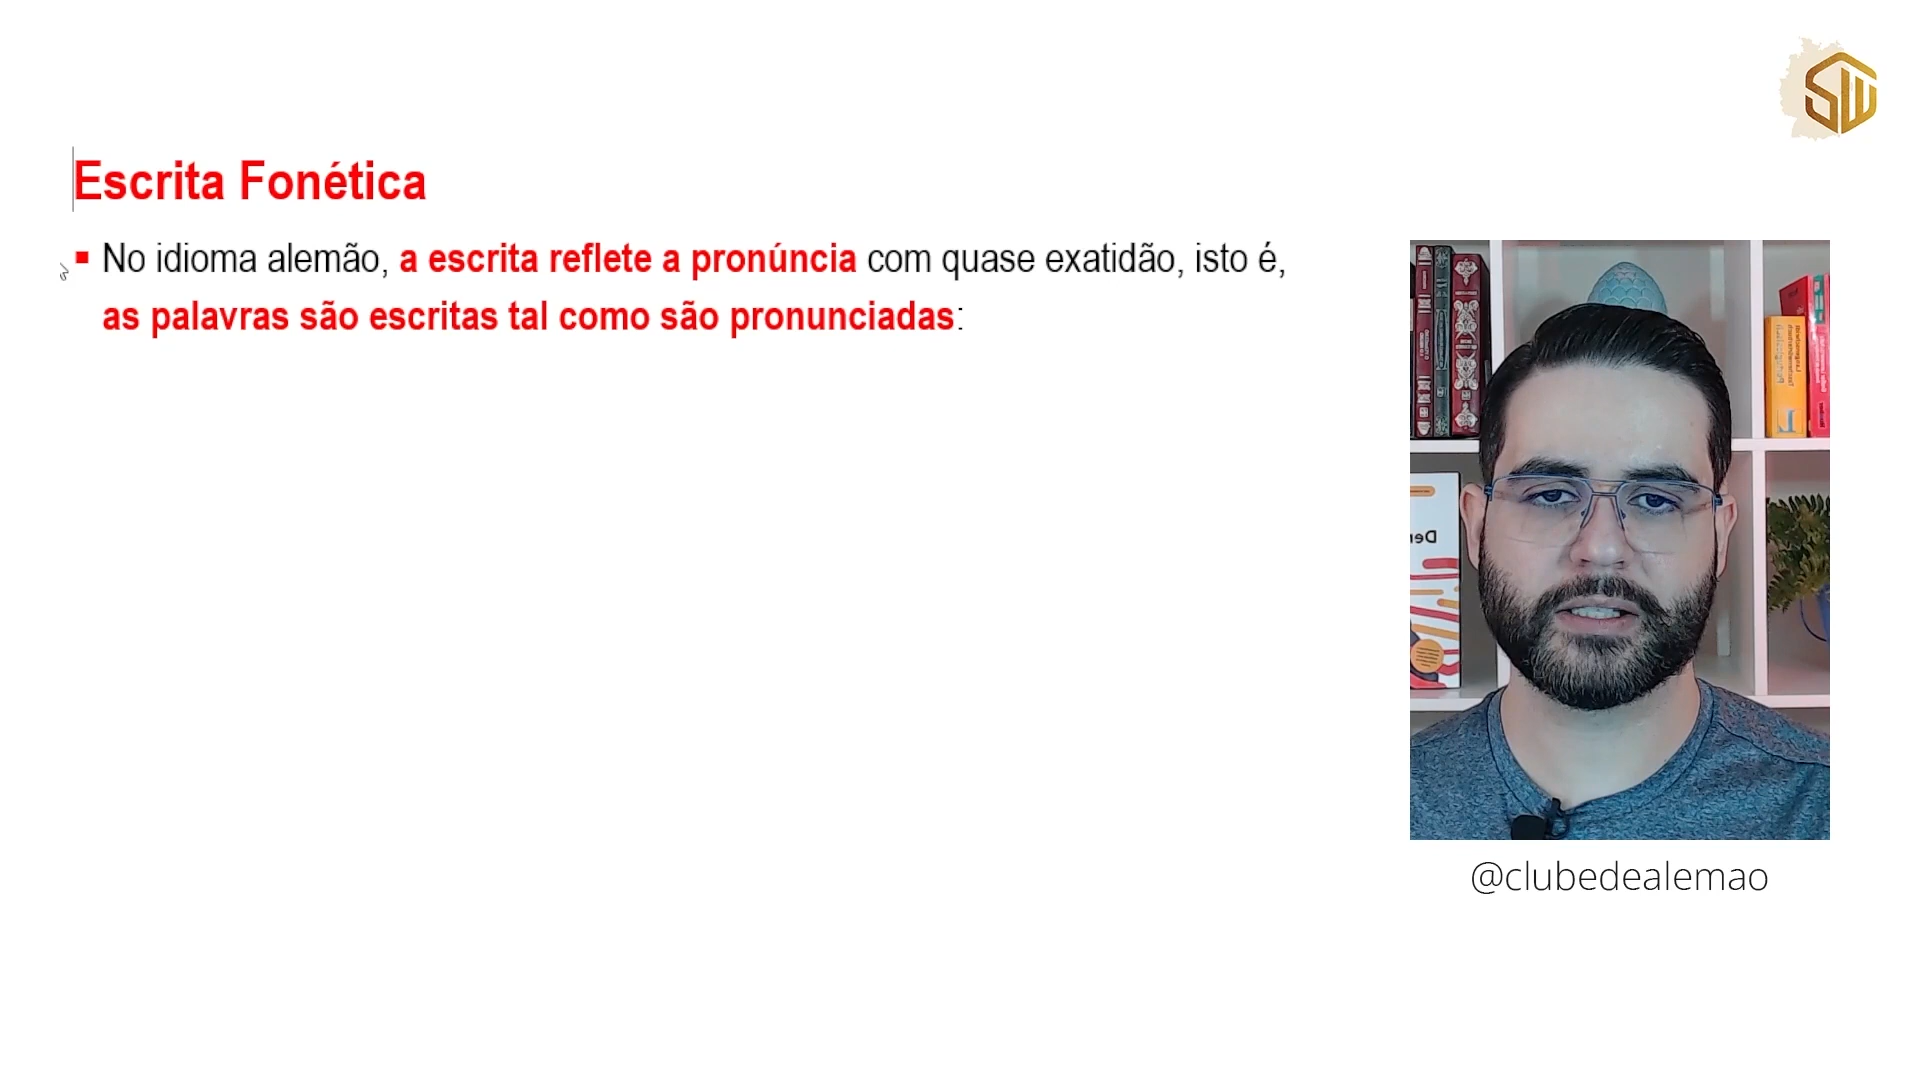 Escrita Fonética
▪ No idioma alemão, a escrita reflete a pronúncia com quase exatidão, isto é,
as palavras são escritas tal como são pronunciadas:
@clubedealemao